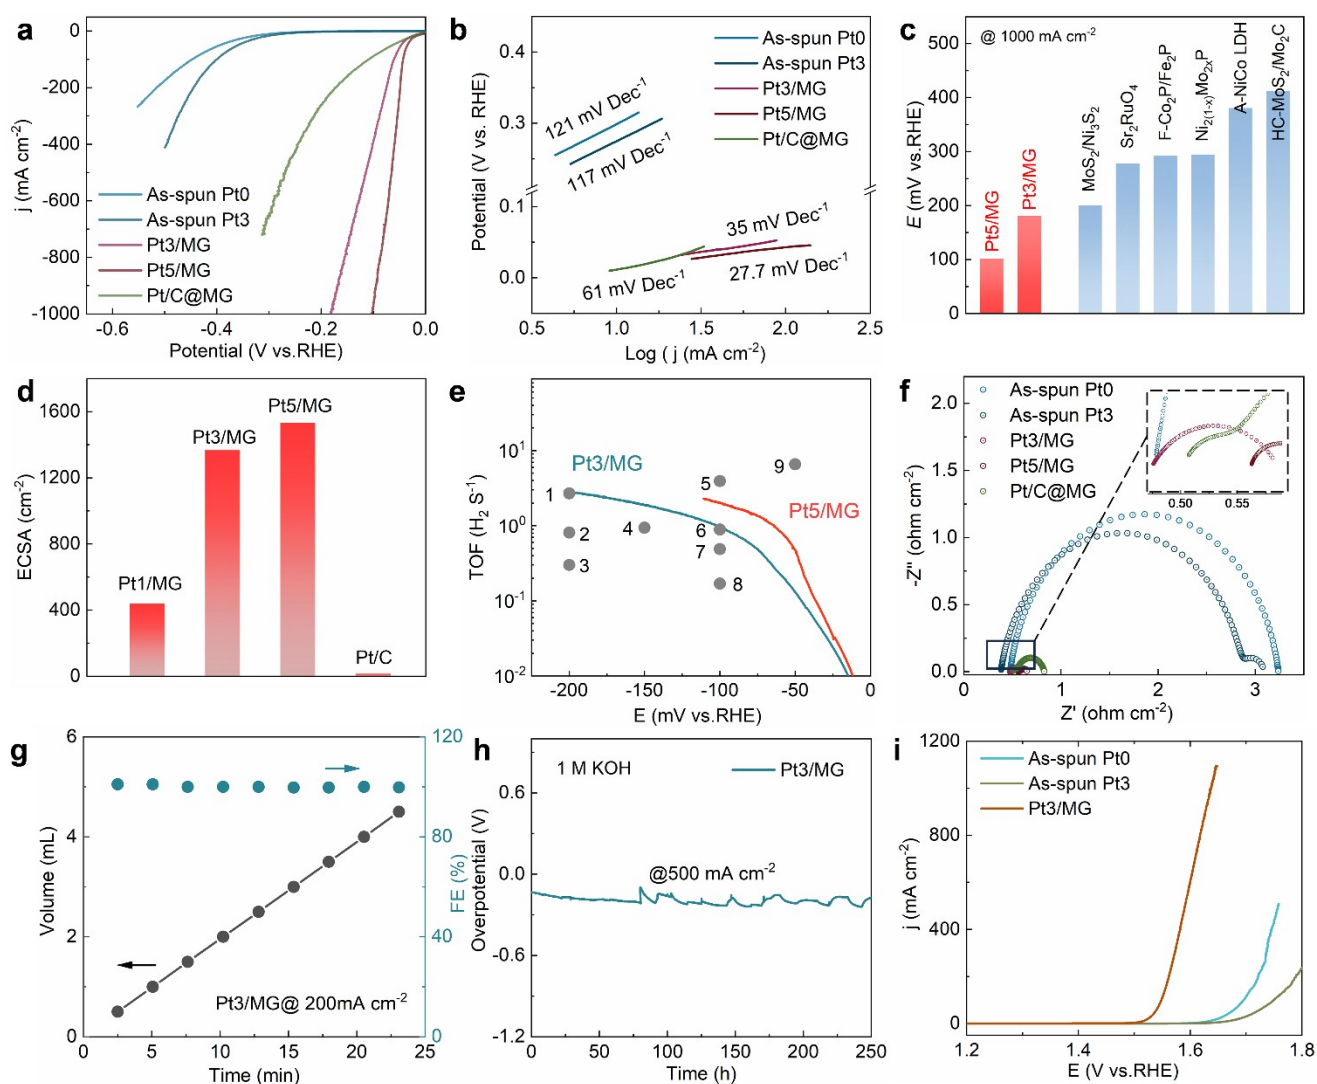 a
0
-200
-400
-600
-800
-1000
j (mA cm-2)
As-spun Pt0
As-spun Pt3
Pt3/MG
Pt5/MG
Pt/C@MG
-0.6
-0.4
-0.2
0.0
Potential (V vs.RHE)
b
0.4
0.2
0.1
0.0
Potential (V vs. RHE)
As-spun Pt0
As-spun Pt3
Pt3/MG
Pt5/MG
Pt/C@MG
121 mV Dec-1
117 mV Dec-1
35 mV Dec-1
61 mV Dec-1
27.7 mV Dec-1
0.5
1.0
1.5
2.0
2.5
Log ( j (mA cm-2)
c
@ 1000 mA cm-2
500
400
300
200
100
0
E (mV vs.RHE)
Pt5/MG
Pt3/MG
MoS2/Ni3S2
Sr2RuO4
F-Co2P/Fe2P
Ni2(1-x)Mo2xP
A-NiCo LDH
HC-MoS2/Mo2C
d
1600
1200
800
400
0
ECSA (cm-2)
Pt1/MG
Pt3/MG
Pt5/MG
Pt/C
e
10^1
10^0
10^-1
10^-2
TOF (H2 S-1)
Pt3/MG
Pt5/MG
1
2
3
4
5
6
7
8
9
-200
-150
-100
-50
0
E (mV vs.RHE)
f
2.0
1.5
1.0
0.5
0.0
-Z" (ohm cm-2)
As-spun Pt0
As-spun Pt3
Pt3/MG
Pt5/MG
Pt/C@MG
0.50
0.55
0
1
2
3
Z' (ohm cm-2)
g
6
5
4
3
2
1
0
Volume (mL)
120
80
40
0
FE (%)
Pt3/MG@ 200mA cm-2
0
5
10
15
20
25
Time (min)
h
1 M KOH
Pt3/MG
0.6
0.0
-0.6
-1.2
Overpotential (V)
@500 mA cm-2
0
50
100
150
200
250
Time (h)
i
1200
800
400
0
j (mA cm-2)
As-spun Pt0
As-spun Pt3
Pt3/MG
1.2
1.4
1.6
1.8
E (V vs.RHE)